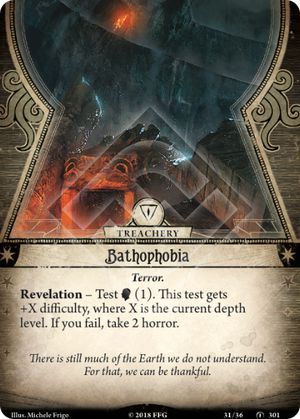 TREACHERY
Bathophobia
Terror.
Revelation – Test (1). This test gets
+X difficulty, where X is the current depth
level. If you fail, take 2 horror.
There is still much of the Earth we do not understand.
For that, we can be thankful.
Illus. Michele Frigo © 2018 FFG 31/36 301